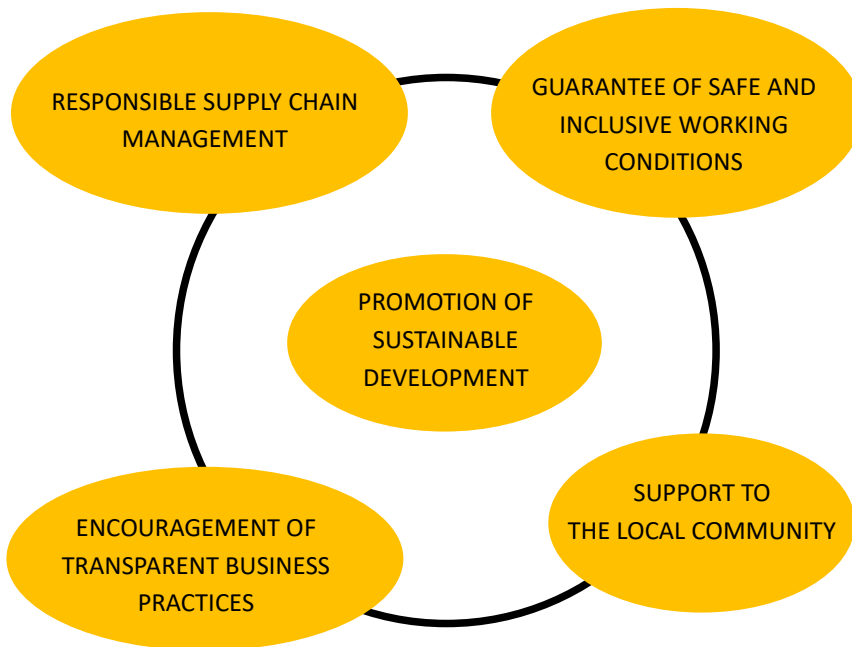 RESPONSIBLE SUPPLY CHAIN
MANAGEMENT
GUARANTEE OF SAFE AND
INCLUSIVE WORKING
CONDITIONS
PROMOTION OF
SUSTAINABLE
DEVELOPMENT
ENCOURAGEMENT OF
TRANSPARENT BUSINESS
PRACTICES
SUPPORT TO
THE LOCAL COMMUNITY